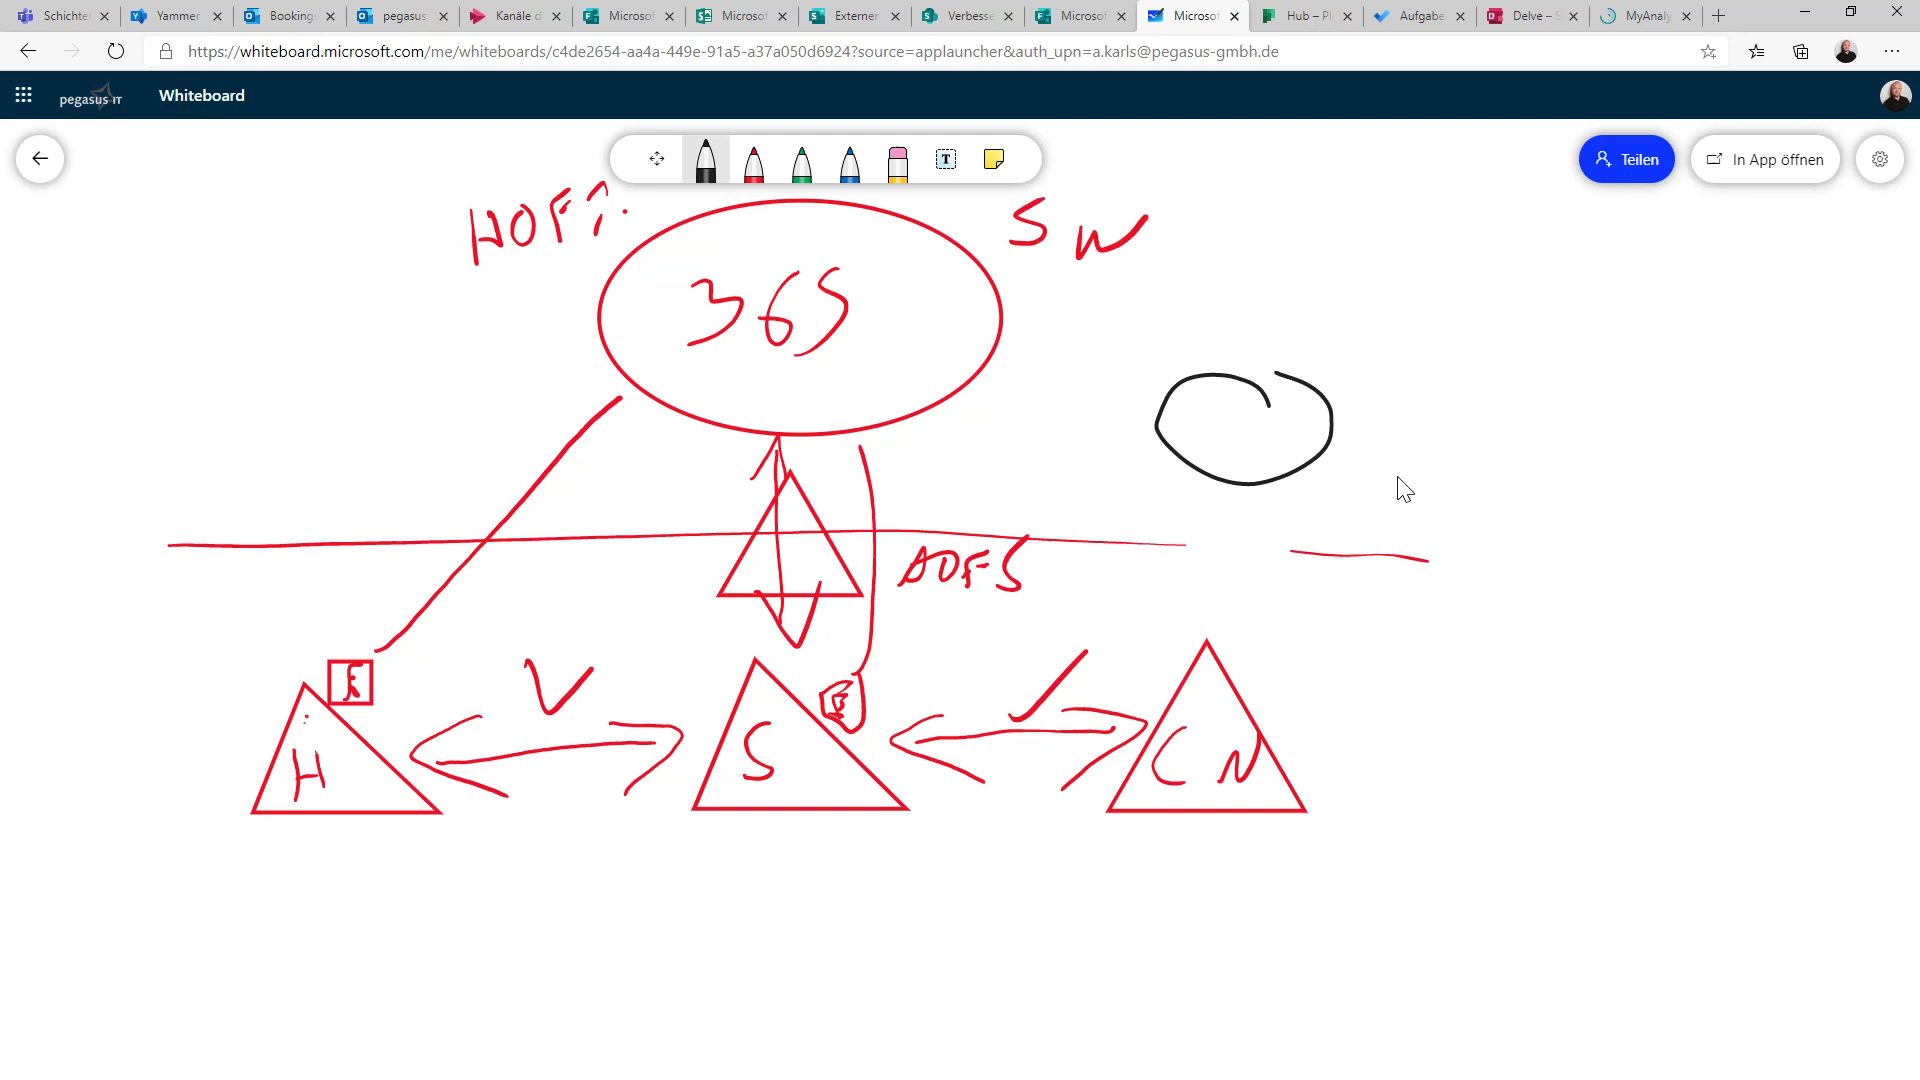 Schichte
Yammer
Booking
pegasus
Kanäle d
Microsof
Microsof
Externer
Verbesse
Microsof
Microsof
Hub – Pl
Aufgabe
Delve – S
MyAnaly
https://whiteboard.microsoft.com/me/whiteboards/c4de2654-aa4a-449e-91a5-a37a050d6924?source=applauncher&auth_upn=a.karls@pegasus-gmbh.de
pegasus IT
Whiteboard
T
Teilen
In App öffnen
HOF?
SW
365
ADFS
E
E
H
S
CN